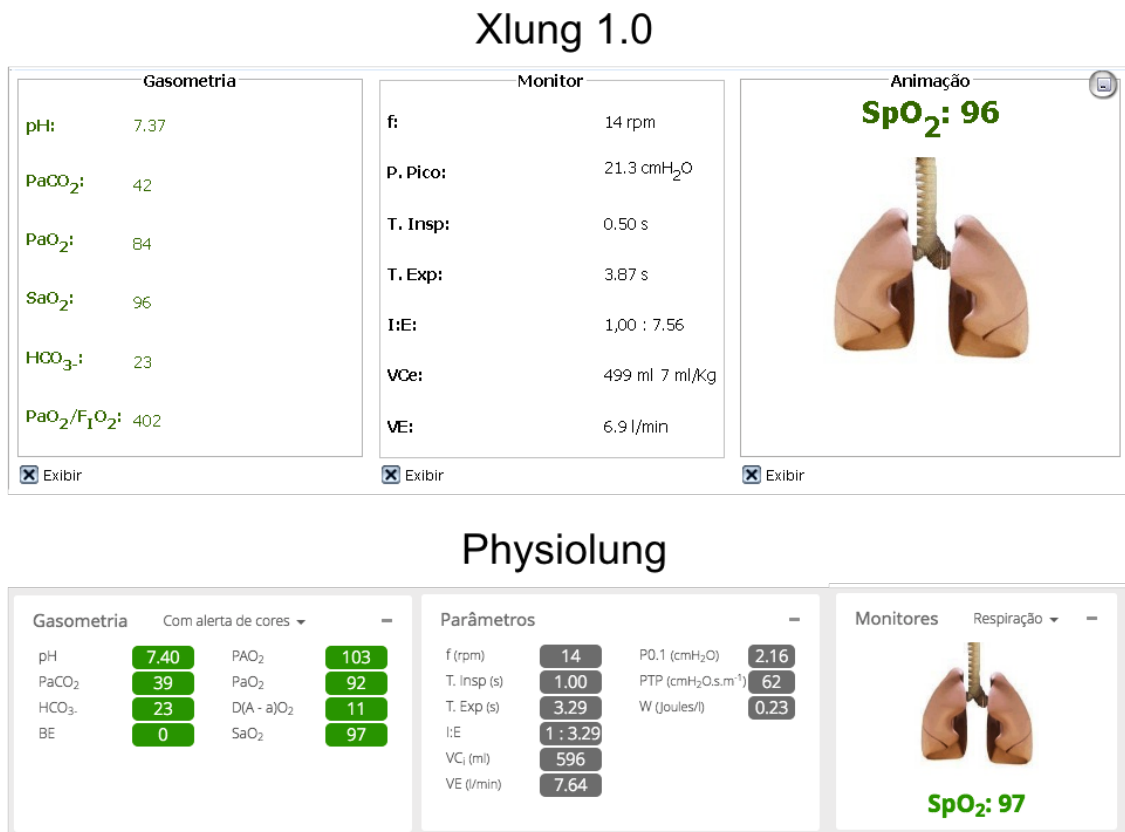 Xlung 1.0
Gasometria
pH: 7.37
PaCO2: 42
PaO2: 84
SaO2: 96
HCO3-: 23
PaO2/FIO2: 402
Exibir
Monitor
f: 14 rpm
P. Pico: 21.3 cmH2O
T. Insp: 0.50 s
T. Exp: 3.87 s
I:E: 1,00 : 7.56
VCe: 499 ml 7 ml/Kg
VE: 6.9 l/min
Exibir
Animação
SpO2: 96
Exibir
Physiolung
Gasometria Com alerta de cores
pH 7.40 PAO2 103
PaCO2 39 PaO2 92
HCO3- 23 D(A - a)O2 11
BE 0 SaO2 97
Parâmetros
f (rpm) 14 P0.1 (cmH2O) 2.16
T. Insp (s) 1.00 PTP (cmH2O.s.m-1) 62
T. Exp (s) 3.29 W (Joules/l) 0.23
I:E 1 : 3.29
VCi (ml) 596
VE (l/min) 7.64
Monitores Respiração
SpO2: 97